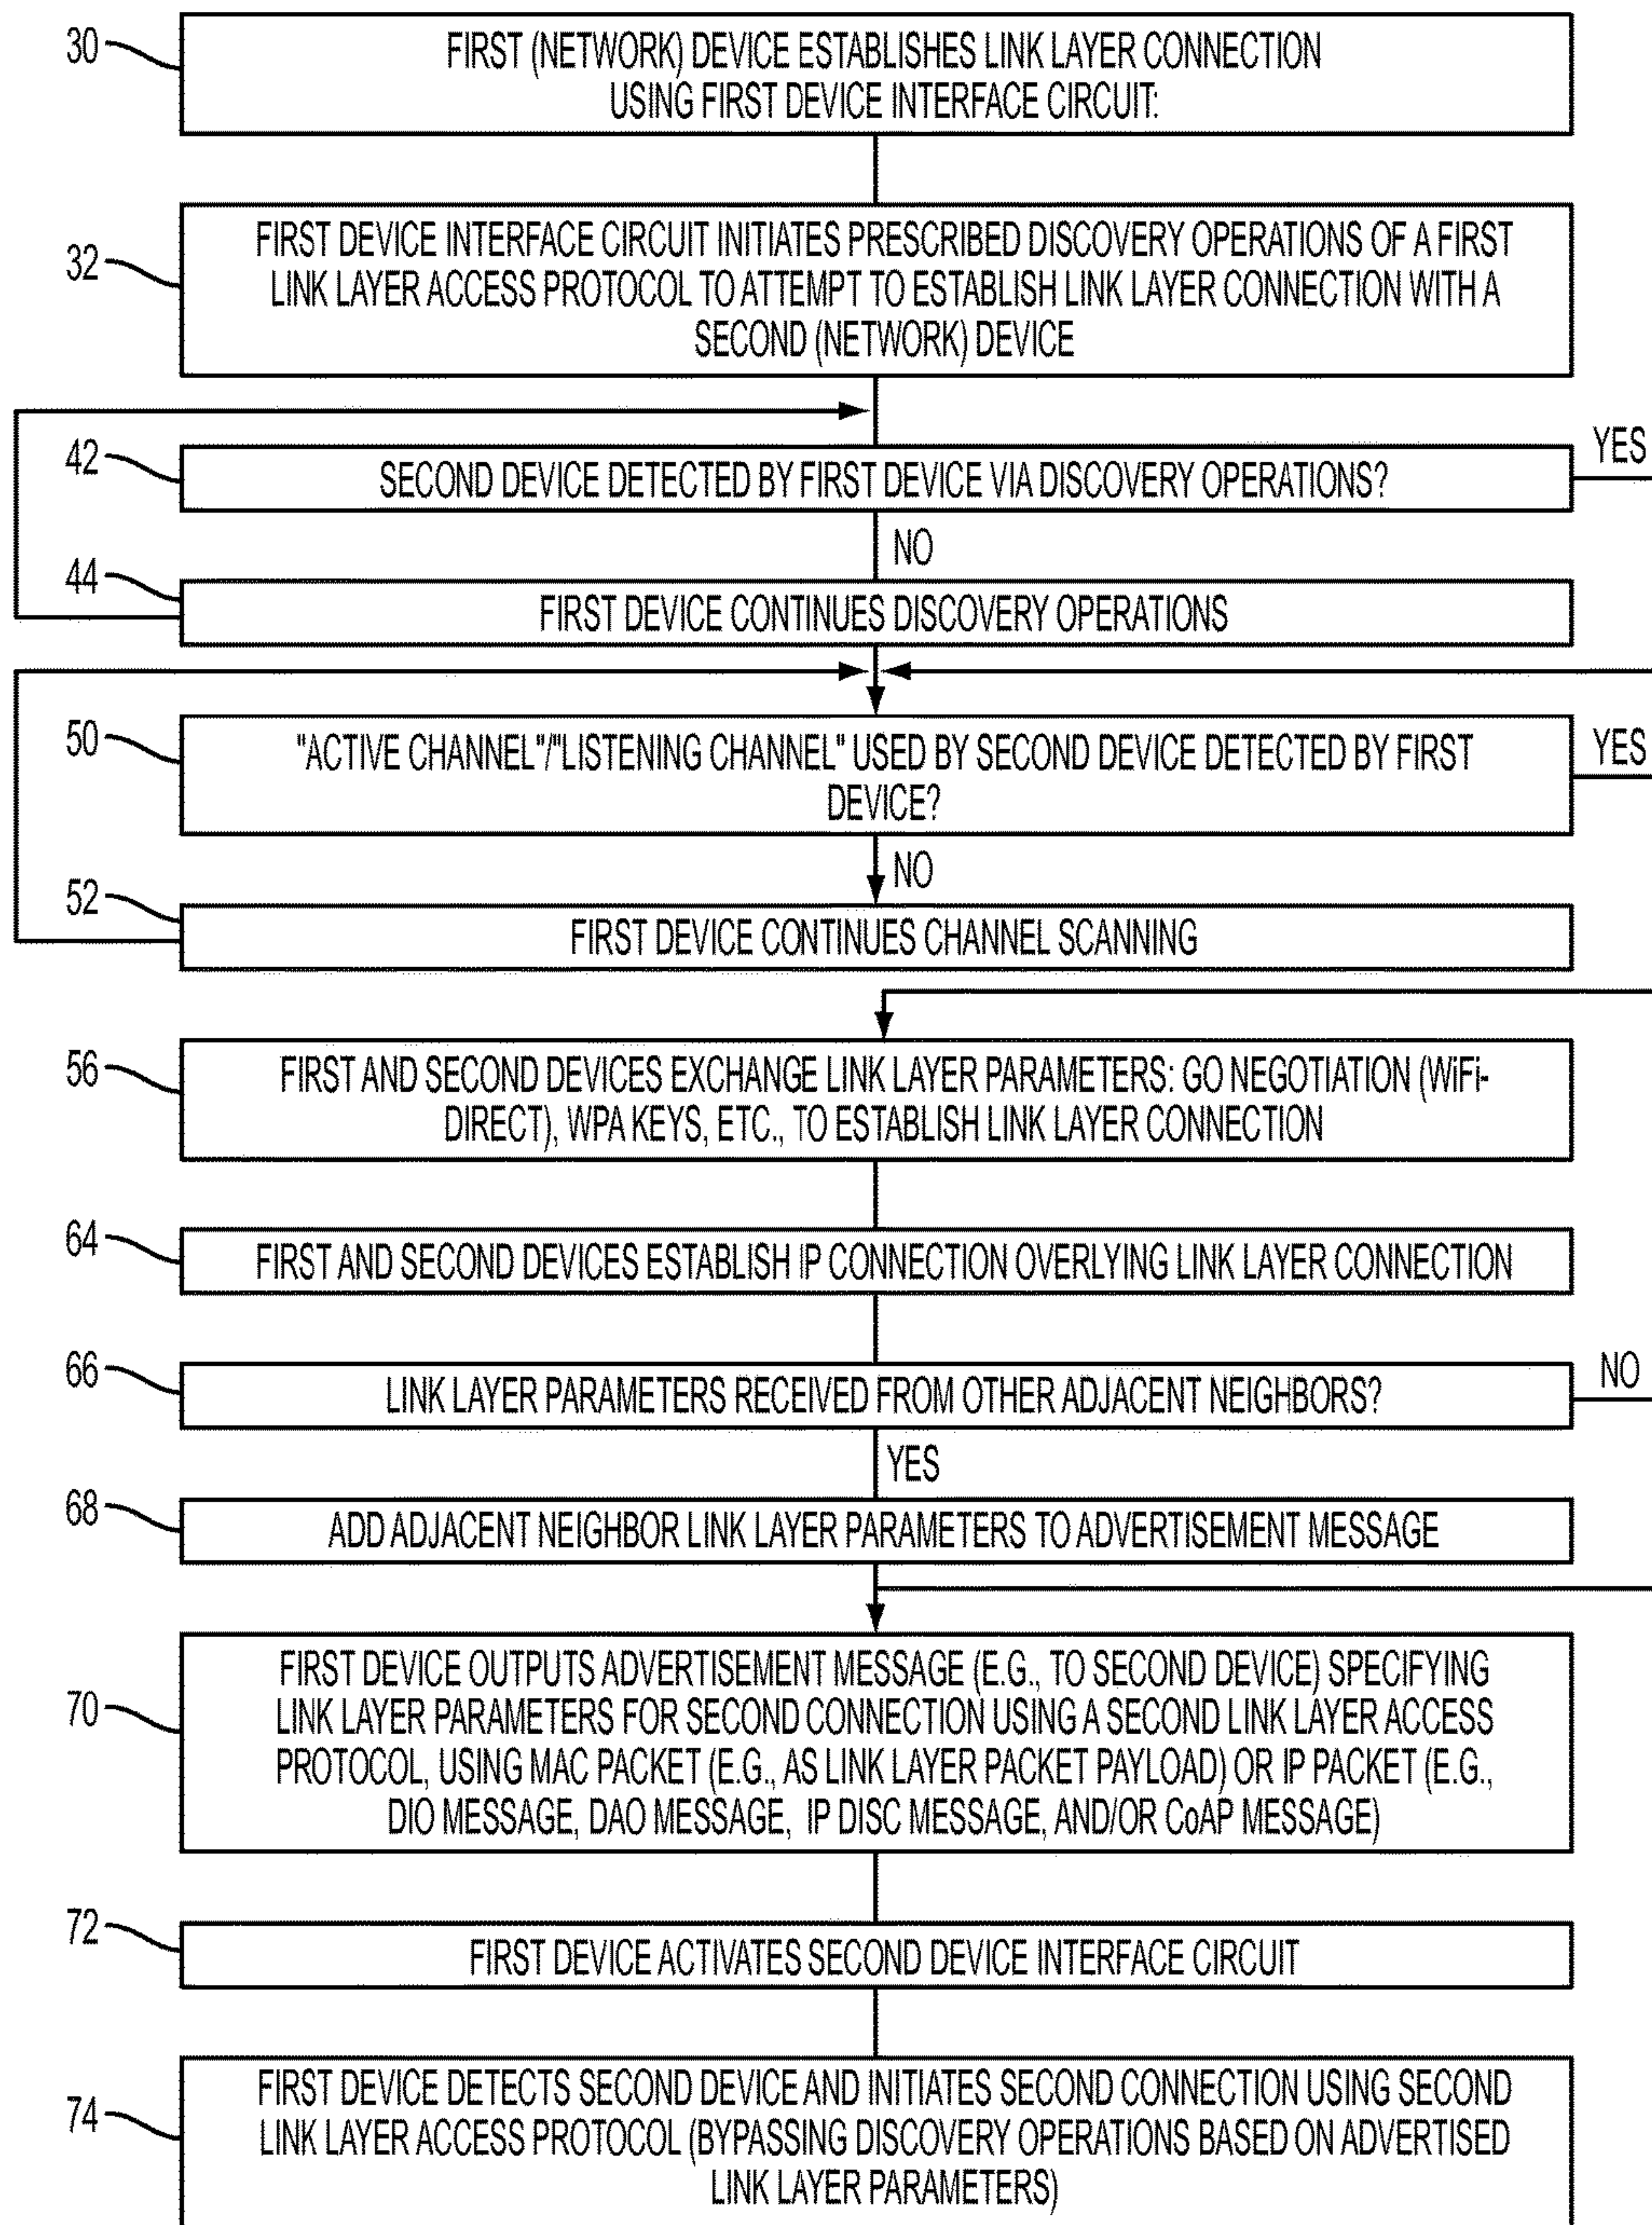 30
FIRST (NETWORK) DEVICE ESTABLISHES LINK LAYER CONNECTION
USING FIRST DEVICE INTERFACE CIRCUIT:
32
FIRST DEVICE INTERFACE CIRCUIT INITIATES PRESCRIBED DISCOVERY OPERATIONS OF A FIRST
LINK LAYER ACCESS PROTOCOL TO ATTEMPT TO ESTABLISH LINK LAYER CONNECTION WITH A
SECOND (NETWORK) DEVICE
42
SECOND DEVICE DETECTED BY FIRST DEVICE VIA DISCOVERY OPERATIONS?
YES
NO
44
FIRST DEVICE CONTINUES DISCOVERY OPERATIONS
50
"ACTIVE CHANNEL"/"LISTENING CHANNEL" USED BY SECOND DEVICE DETECTED BY FIRST
DEVICE?
YES
NO
52
FIRST DEVICE CONTINUES CHANNEL SCANNING
56
FIRST AND SECOND DEVICES EXCHANGE LINK LAYER PARAMETERS: GO NEGOTIATION (WiFi-
DIRECT), WPA KEYS, ETC., TO ESTABLISH LINK LAYER CONNECTION
64
FIRST AND SECOND DEVICES ESTABLISH IP CONNECTION OVERLYING LINK LAYER CONNECTION
66
LINK LAYER PARAMETERS RECEIVED FROM OTHER ADJACENT NEIGHBORS?
NO
YES
68
ADD ADJACENT NEIGHBOR LINK LAYER PARAMETERS TO ADVERTISEMENT MESSAGE
70
FIRST DEVICE OUTPUTS ADVERTISEMENT MESSAGE (E.G., TO SECOND DEVICE) SPECIFYING
LINK LAYER PARAMETERS FOR SECOND CONNECTION USING A SECOND LINK LAYER ACCESS
PROTOCOL, USING MAC PACKET (E.G., AS LINK LAYER PACKET PAYLOAD) OR IP PACKET (E.G.,
DIO MESSAGE, DAO MESSAGE, IP DISC MESSAGE, AND/OR CoAP MESSAGE)
72
FIRST DEVICE ACTIVATES SECOND DEVICE INTERFACE CIRCUIT
74
FIRST DEVICE DETECTS SECOND DEVICE AND INITIATES SECOND CONNECTION USING SECOND
LINK LAYER ACCESS PROTOCOL (BYPASSING DISCOVERY OPERATIONS BASED ON ADVERTISED
LINK LAYER PARAMETERS)